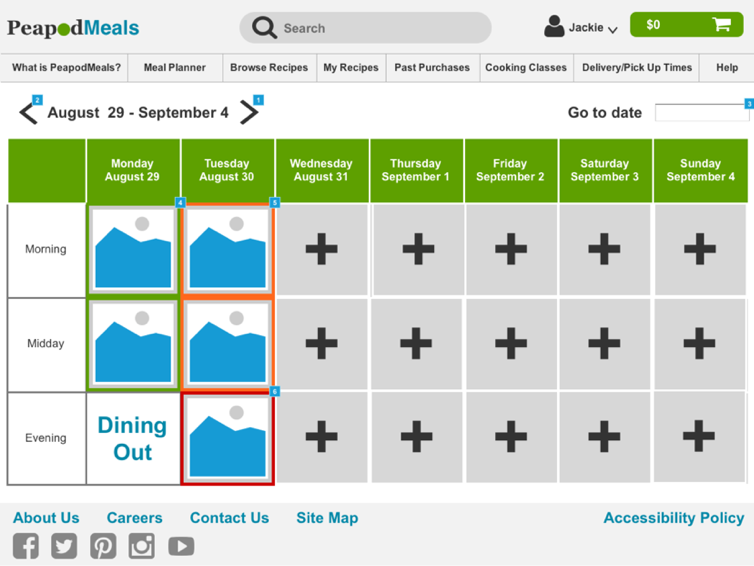 PeapodMeals
Search
Jackie
$0
What is PeapodMeals?
Meal Planner
Browse Recipes
My Recipes
Past Purchases
Cooking Classes
Delivery/Pick Up Times
Help
2
1
3
August 29 - September 4
Go to date
Monday
August 29
Tuesday
August 30
Wednesday
August 31
Thursday
September 1
Friday
September 2
Saturday
September 3
Sunday
September 4
4
5
Morning
Midday
6
Evening
Dining
Out
About Us
Careers
Contact Us
Site Map
Accessibility Policy